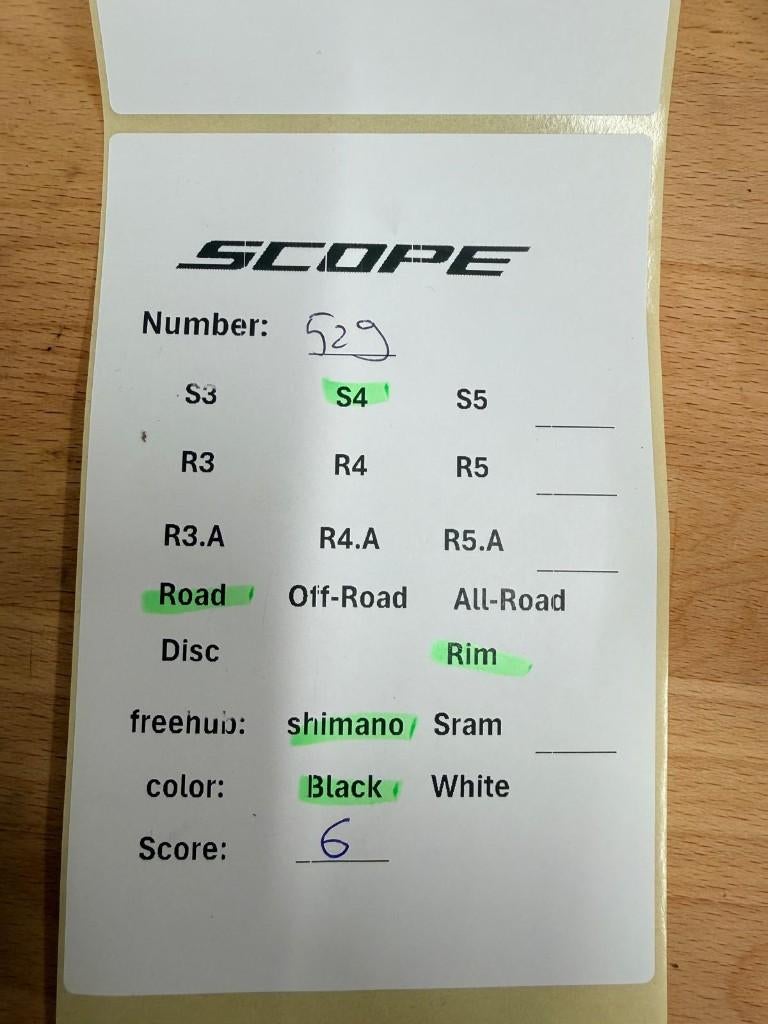 SCOPE
Number: 529
S3 S4 S5
R3 R4 R5
R3.A R4.A R5.A
Road Off-Road All-Road
Disc Rim
freehub: shimano Sram
color: Black White
Score: 6